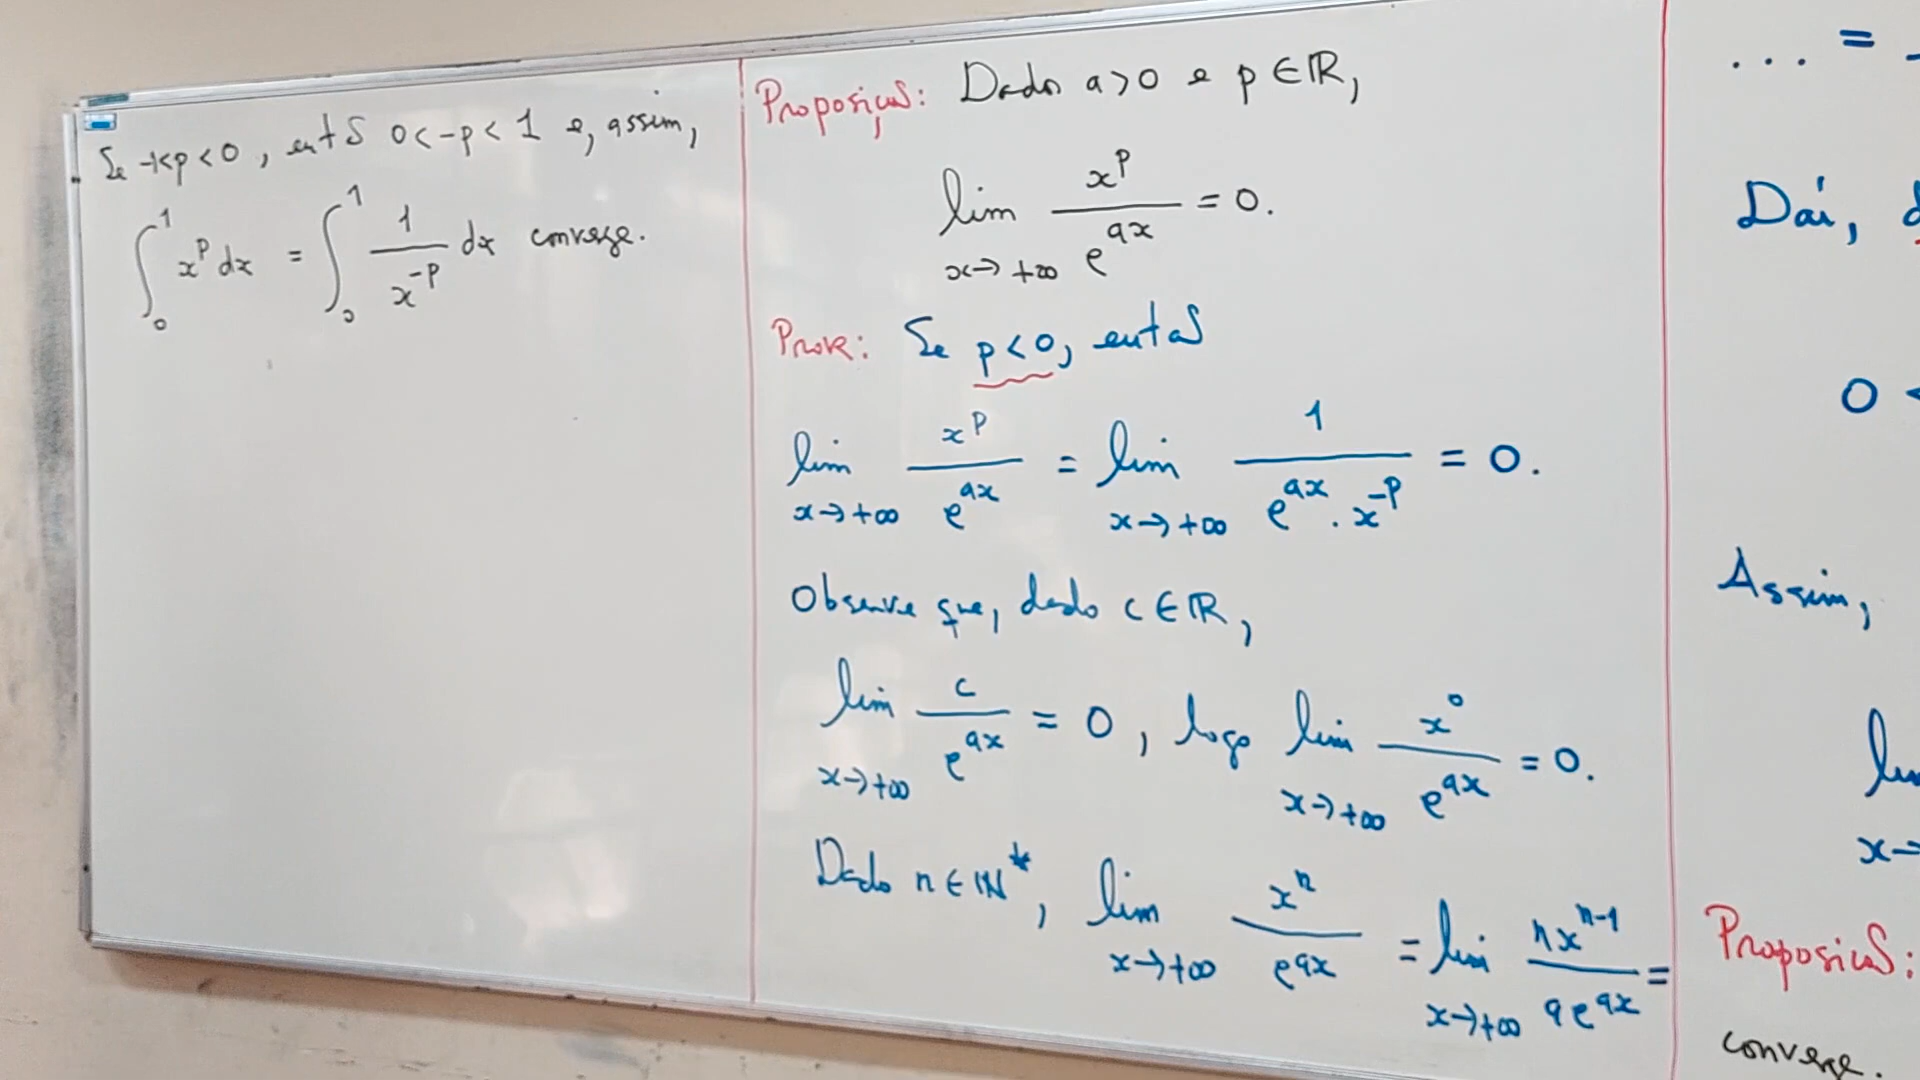 Se -1<p<0, então 0<-p<1 e, assim,
∫₀¹ x^p dx = ∫₀¹ 1/x^{-p} dx converge.
Proposição: Dados a>0 e p∈ℝ,
lim_{x→+∞} x^p/e^{ax} = 0.
Prova: Se p<0, então
lim_{x→+∞} x^p/e^{ax} = lim_{x→+∞} 1/(e^{ax}·x^{-p}) = 0.
Observe que, dado c∈ℝ,
lim_{x→+∞} c/e^{ax} = 0, logo lim_{x→+∞} x^0/e^{ax} = 0.
Dado n∈ℕ*, lim_{x→+∞} x^n/e^{ax} = lim_{x→+∞} nx^{n-1}/(ae^{ax}) =
... =
Daí,
0 <
Assim,
x→
Proposição:
converge.